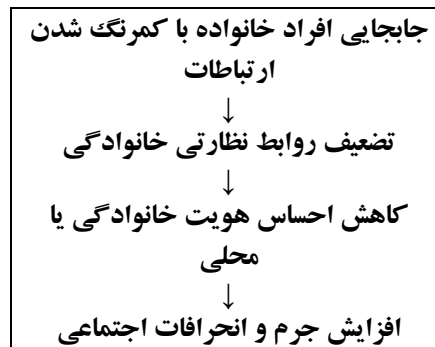 جابجایی افراد خانواده با کمرنگ شدن
ارتباطات
↓
تضعیف روابط نظارتی خانوادگی
↓
کاهش احساس هویت خانوادگی یا
محلی
↓
افزایش جرم و انحرافات اجتماعی